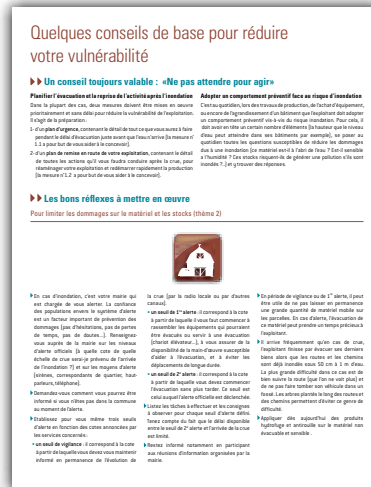 Quelques conseils de base pour réduire
votre vulnérabilité
Un conseil toujours valable : «Ne pas attendre pour agir»
Planifier l'évacuation et la reprise de l'activité après l'inondation
Dans la plupart des cas, deux mesures doivent être mises en œuvre
prioritairement et sans délai pour réduire la vulnérabilité de l'exploitation.
Il s'agit de la préparation :
1- d'un plan d'urgence, contenant le détail de tout ce que vous aurez à faire
pendant le délai d'évacuation juste avant que l'eau n'arrive (la mesure n°
1.1 a pour but de vous aider à le concevoir).
2- d'un plan de remise en route de votre exploitation, contenant le détail
de toutes les actions qu'il vous faudra conduire après la crue, pour
réaménager votre exploitation et redémarrer rapidement la production
(la mesure n°1.2 a pour but de vous aider à le concevoir).
Adopter un comportement préventif face au risques d'inondation
C'est au quotidien, lors des travaux de production, de l'achat d'équipement,
ou encore de l'agrandissement d'un bâtiment que l'exploitant doit adopter
un comportement préventif vis-à-vis du risque inondation. Pour cela, il
doit avoir en tête un certain nombre d'éléments (la hauteur que le niveau
d'eau peut atteindre dans ses bâtiments par exemple), se poser au
quotidien toutes les questions susceptibles de réduire les dommages
dus à une inondation (ce matériel est-il à l'abri de l'eau ? Est-il sensible
a l'humidité ? Ces stocks risquent-ils de générer une pollution s'ils sont
inondés ?..) et y trouver des réponses.
Les bons réflexes à mettre en œuvre
Pour limiter les dommages sur le matériel et les stocks (thème 2)
En cas d'inondation, c'est votre mairie qui
est chargée de vous alerter. La confiance
des populations envers le système d'alerte
est un facteur important de prévention des
dommages (pas d'hésitations, pas de pertes
de temps, pas de doutes...). Renseignez-
vous auprès de la mairie sur les niveaux
d'alerte officiels (à quelle cote de quelle
échelle de crue serai-je prévenu de l'arrivée
de l'inondation ?) et sur les moyens d'alerte
(sirènes, correspondants de quartier, haut-
parleurs, téléphone).
Demandez-vous comment vous pourrez être
informé si vous n'êtes pas dans la commune
au moment de l'alerte.
Etablissez pour vous même trois seuils
d'alerte en fonction des cotes annoncées par
les services concernés :
• un seuil de vigilance : il correspond à la cote
à partir de laquelle vous devez vous maintenir
informé en permanence de l'évolution de
la crue (par la radio locale ou par d'autres
canaux).
• un seuil de 1er alerte : il correspond à la cote
à partir de laquelle il vous faut commencer à
rassembler les équipements qui pourraient
être évacués ou servir à une évacuation
(chariot élévateur...), à vous assurer de la
disponibilité de la main-d'œuvre susceptible
d'aider à l'évacuation, et à éviter les
déplacements de longue durée.
• un seuil de 2e alerte : il correspond à la cote
à partir de laquelle vous devez commencer
l'évacuation sans plus tarder. Ce seuil est
celui auquel l'alerte officielle est déclenchée.
Listez les tâches à effectuer et les consignes
à observer pour chaque seuil d'alerte défini.
Tenez compte du fait que le délai disponible
entre le seuil de 2e alerte et l'arrivée de la crue
est limité.
Restez informé notamment en participant
aux réunions d'information organisées par la
mairie.
En période de vigilance ou de 1er alerte, il peut
être utile de ne pas laisser en permanence
une grande quantité de matériel mobile sur
les parcelles. En cas d'alerte, l'évacuation de
ce matériel peut prendre un temps précieux à
l'exploitant.
Il arrive fréquemment qu'en cas de crue,
l'exploitant finisse par évacuer ses derniers
biens alors que les routes et les chemins
sont déjà inondés sous 50 cm à 1 m d'eau.
La plus grande difficulté dans ce cas est de
bien suivre la route (que l'on ne voit plus) et
de ne pas faire tomber son véhicule dans un
fossé. Les arbres plantés le long des routes et
des chemins permettent d'éviter ce genre de
difficulté.
Appliquer dès aujourd'hui des produits
hydrofuge et antirouille sur le matériel non
évacuable et sensible .